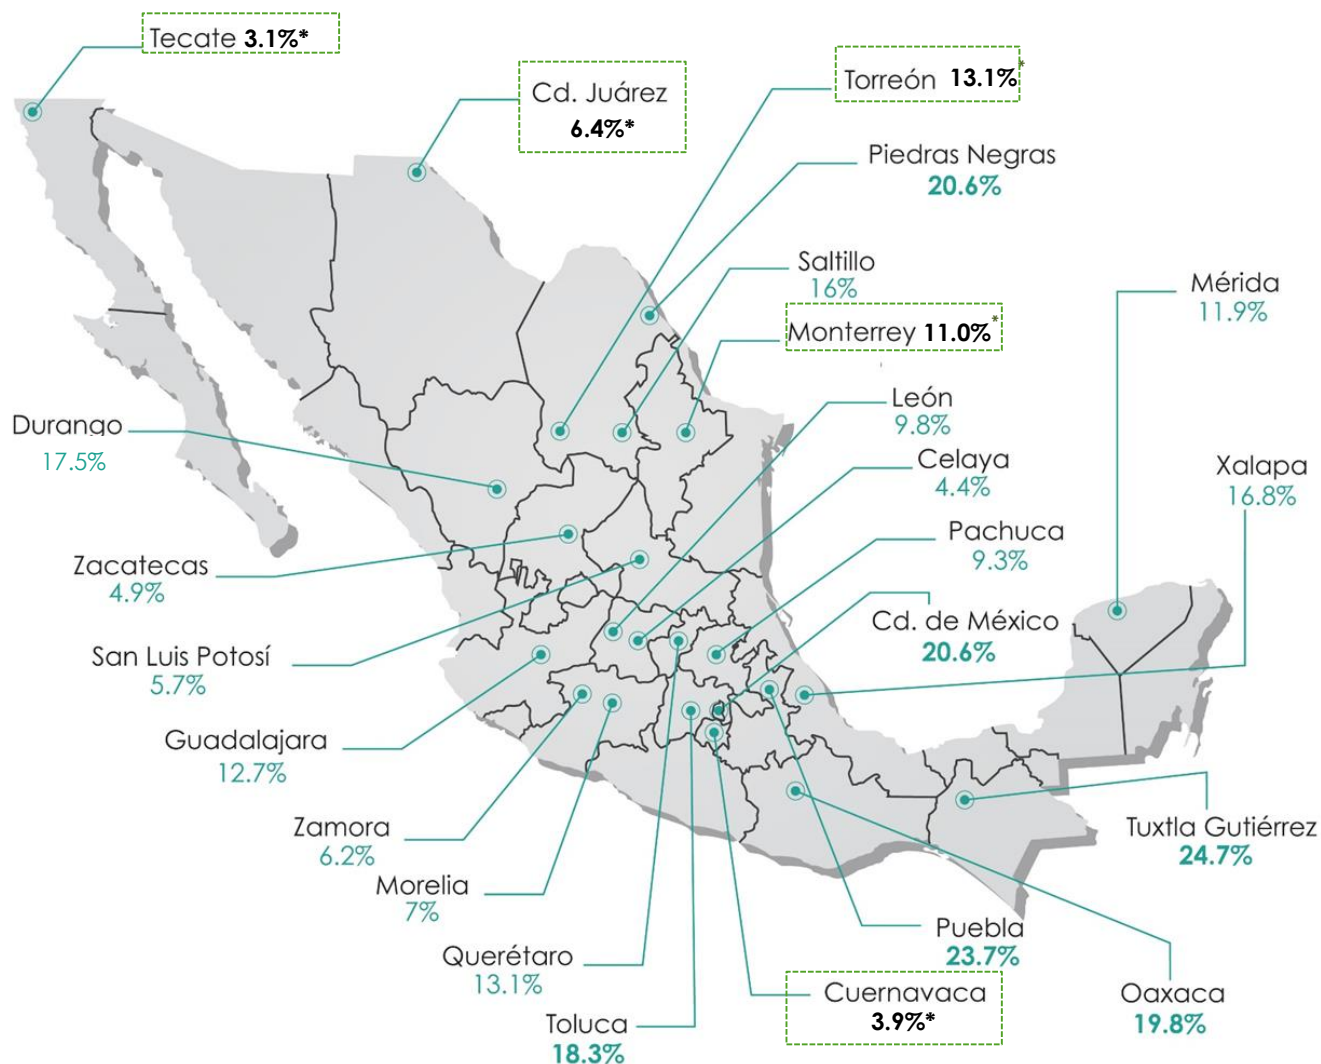 Tecate 3.1%*
Cd. Juárez
6.4%*
Torreón 13.1%*
Piedras Negras
20.6%
Saltillo
16%
Monterrey 11.0%*
Mérida
11.9%
León
9.8%
Durango
17.5%
Celaya
4.4%
Xalapa
16.8%
Pachuca
9.3%
Zacatecas
4.9%
Cd. de México
20.6%
San Luis Potosí
5.7%
Guadalajara
12.7%
Zamora
6.2%
Tuxtla Gutiérrez
24.7%
Morelia
7%
Puebla
23.7%
Querétaro
13.1%
Cuernavaca
3.9%*
Oaxaca
19.8%
Toluca
18.3%